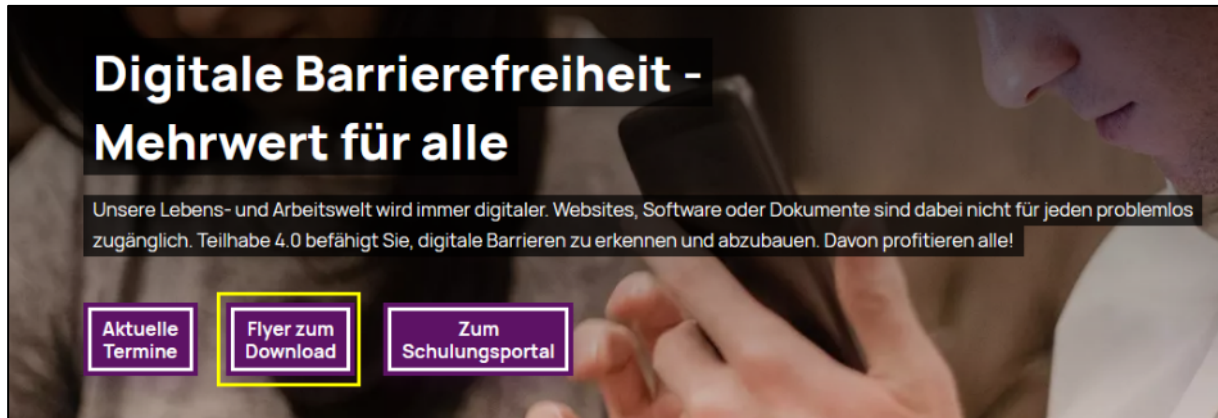 Digitale Barrierefreiheit -
Mehrwert für alle
Unsere Lebens- und Arbeitswelt wird immer digitaler. Websites, Software oder Dokumente sind dabei nicht für jeden problemlos
zugänglich. Teilhabe 4.0 befähigt Sie, digitale Barrieren zu erkennen und abzubauen. Davon profitieren alle!
Aktuelle
Termine
Flyer zum
Download
Zum
Schulungsportal